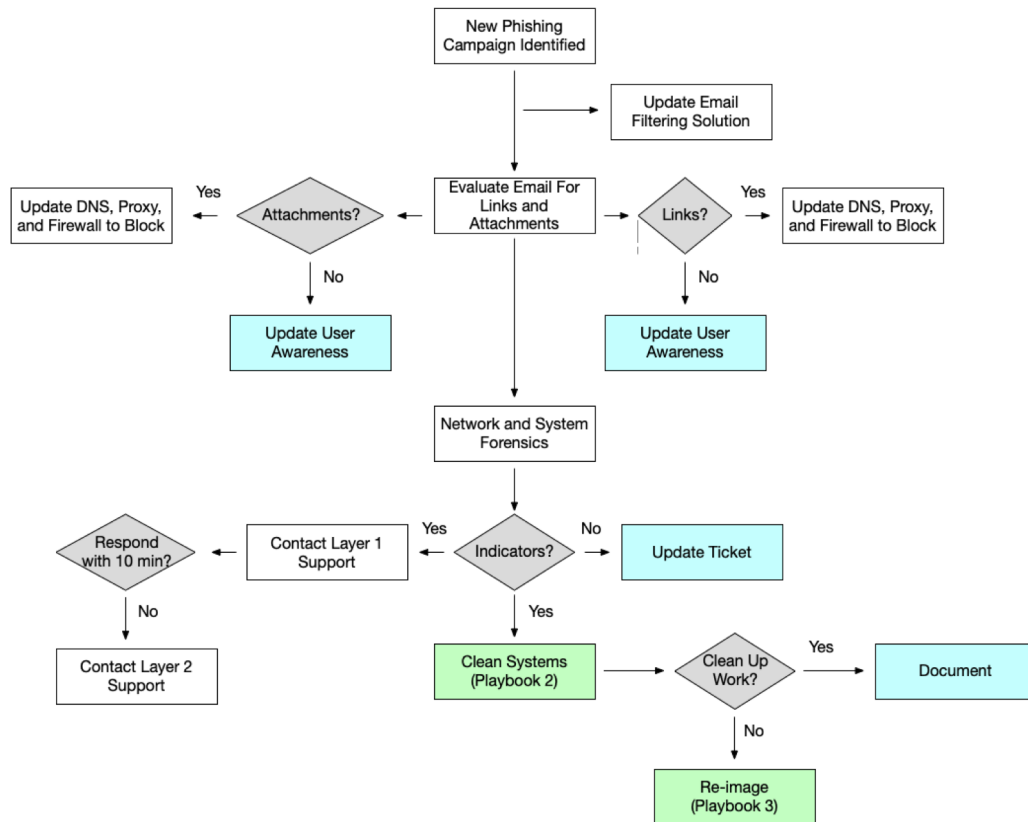 New Phishing
Campaign Identified
Update Email
Filtering Solution
Yes
Update DNS, Proxy,
and Firewall to Block
Attachments?
Evaluate Email For
Links and
Attachments
Links?
Yes
Update DNS, Proxy,
and Firewall to Block
No
Update User
Awareness
No
Update User
Awareness
Network and System
Forensics
Respond
with 10 min?
Contact Layer 1
Support
Yes
Indicators?
No
Update Ticket
No
Contact Layer 2
Support
Yes
Clean Systems
(Playbook 2)
Clean Up
Work?
Yes
Document
No
Re-image
(Playbook 3)